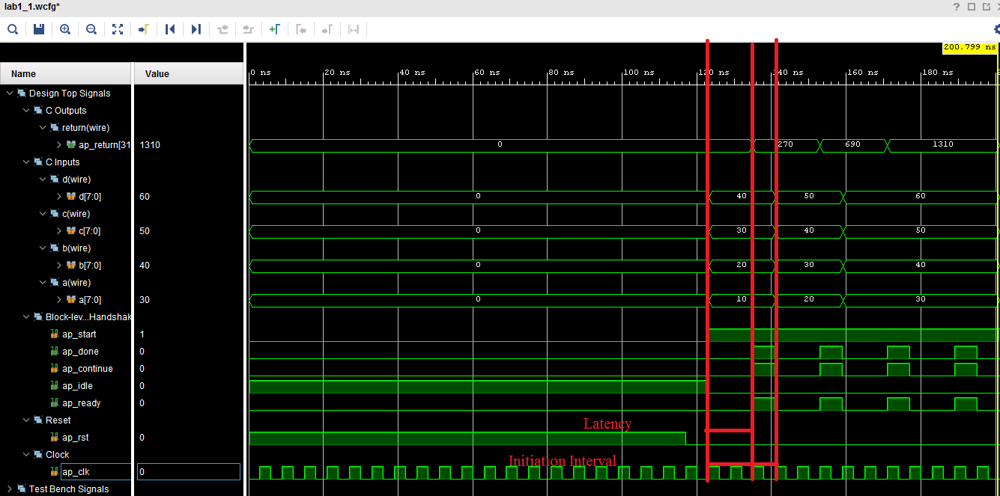 lab1_1.wcfg*
200.799 ns
Name Value
0 ns 20 ns 40 ns 60 ns 80 ns 100 ns 120 ns 140 ns 160 ns 180 ns
Design Top Signals
C Outputs
return(wire)
ap_return[31 1310 0 270 690 1310
C Inputs
d(wire)
d[7:0] 60 0 40 50 60
c(wire)
c[7:0] 50 0 30 40 50
b(wire)
b[7:0] 40 0 20 30 40
a(wire)
a[7:0] 30 0 10 20 30
Block-lev...Handshak
ap_start 1
ap_done 0
ap_continue 0
ap_idle 0
ap_ready 0
Reset
Latency
ap_rst 0
Clock
Initiation Interval
ap_clk 0
Test Bench Signals